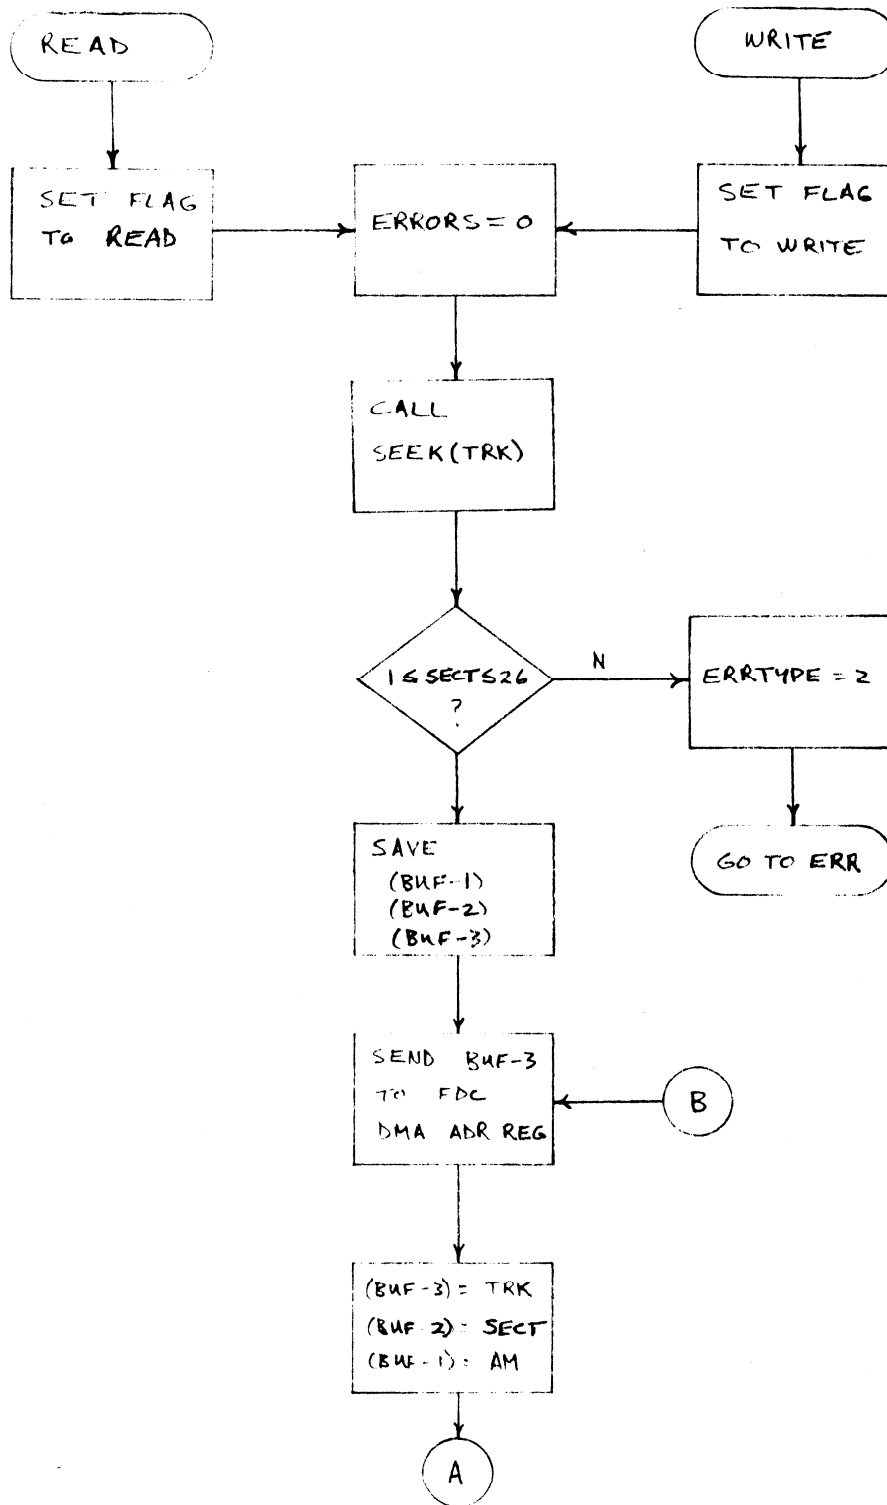 READ
WRITE
SET FLAG
TO READ
ERRORS = 0
SET FLAG
TO WRITE
CALL
SEEK(TRK)
1 ≤ SECT ≤ 26
?
N
ERRTYPE = 2
GO TO ERR
SAVE
(BUF-1)
(BUF-2)
(BUF-3)
SEND BUF-3
TO FDC
DMA ADR REG
B
(BUF-3) = TRK
(BUF-2) = SECT
(BUF-1) = AM
A